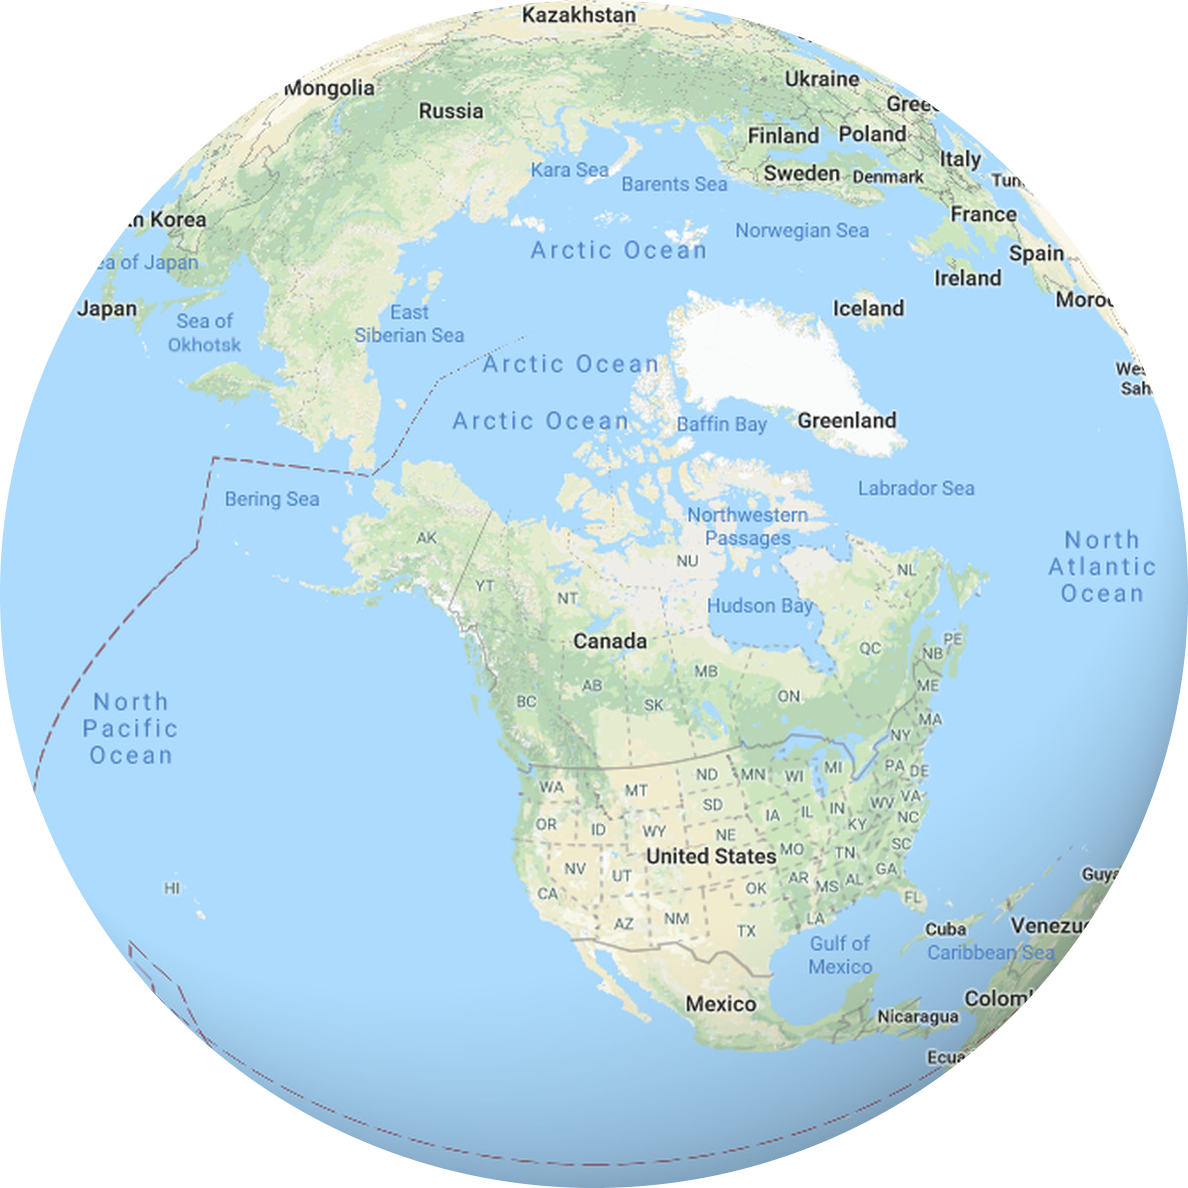 Kazakhstan
Mongolia
Russia
Ukraine
Gree
Finland
Poland
Italy
Kara Sea
Barents Sea
Sweden
Denmark
Tun
h Korea
France
Norwegian Sea
Arctic Ocean
Spain
ea of Japan
Ireland
Moro
Japan
Iceland
East
Siberian Sea
Sea of
Okhotsk
Arctic Ocean
Wes
Sah
Arctic Ocean
Baffin Bay
Greenland
Labrador Sea
Bering Sea
Northwestern
Passages
AK
NU
North
Atlantic
Ocean
NL
YT
NT
Hudson Bay
Canada
QC
NB
PE
MB
AB
SK
ON
ME
BC
MA
NY
North
Pacific
Ocean
WA
MT
ND
MN
WI
MI
PA
DE
OR
ID
WY
SD
IA
IL
IN
WV
VA
KY
NC
NE
United States
MO
TN
SC
NV
UT
GA
CA
OK
AR
MS
AL
FL
HI
AZ
NM
TX
LA
Guya
Cuba
Venezue
Gulf of
Mexico
Caribbean Sea
Mexico
Nicaragua
Colom
Ecua